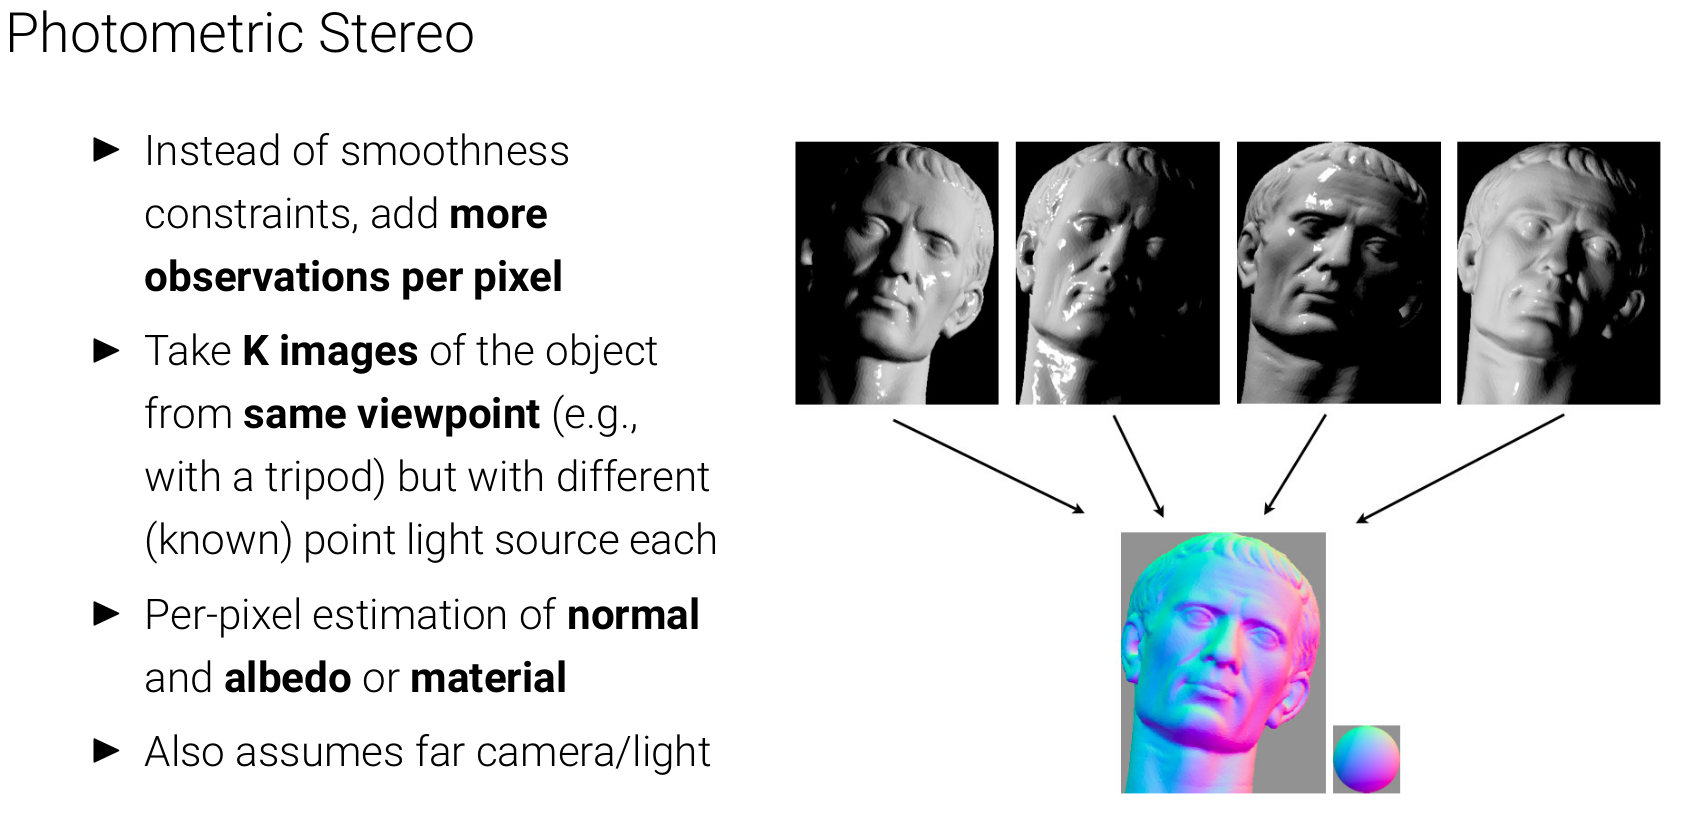 Photometric Stereo
► Instead of smoothness
constraints, add more
observations per pixel
► Take K images of the object
from same viewpoint (e.g.,
with a tripod) but with different
(known) point light source each
► Per-pixel estimation of normal
and albedo or material
► Also assumes far camera/light